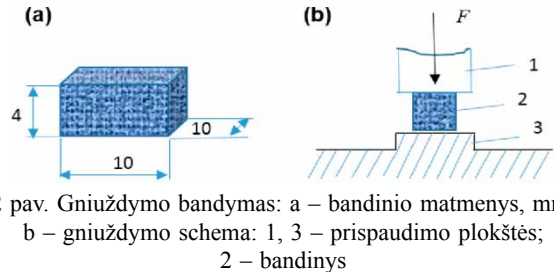 (a)
(b)
F
1
4
2
10
3
10
2 pav. Gniuždymo bandymas: a – bandinio matmenys, mm
b – gniuždymo schema: 1, 3 – prispaudimo plokštės;
2 – bandinys